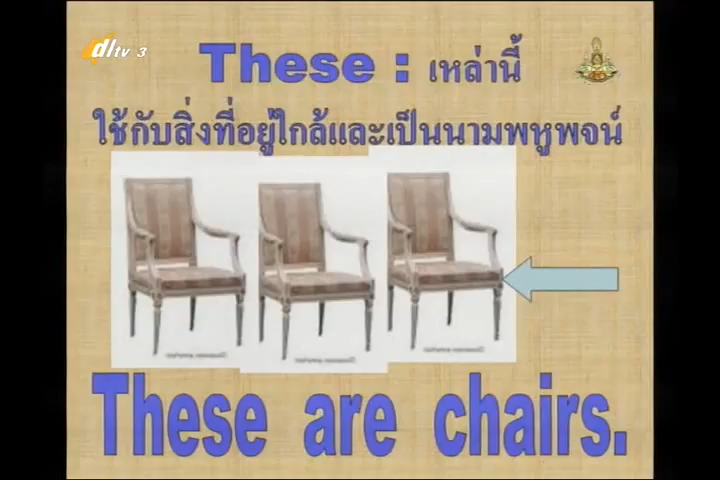 dltv 3
These : เหล่านี้
ใช้กับสิ่งที่อยู่ใกล้และเป็นนามพหูพจน์
These are chairs.